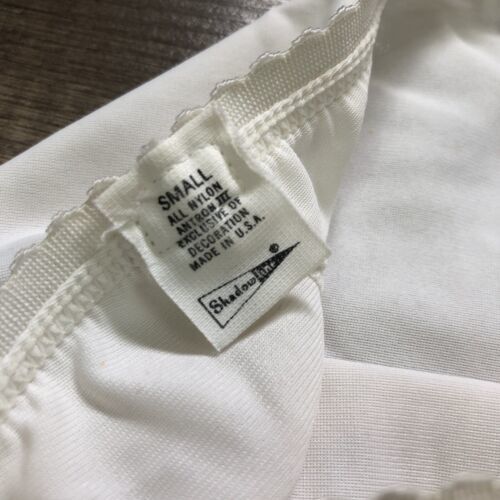 SMALL
ALL NYLON
ANTRON III
EXCLUSIVE OF
DECORATION
MADE IN U.S.A.
Shadowline®